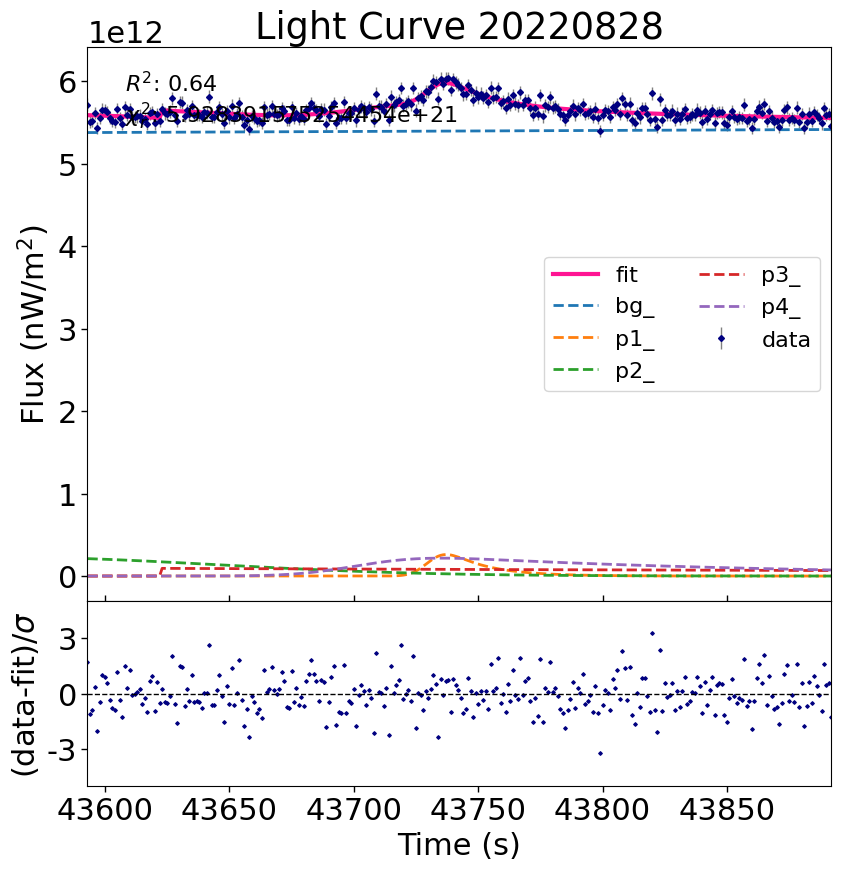 Light Curve 20220828
1e12
R²: 0.64
6
5
4
3
2
1
0
Flux (nW/m²)
fit
bg_
p1_
p2_
p3_
p4_
data
3
0
-3
(data-fit)/σ
43600 43650 43700 43750 43800 43850
Time (s)